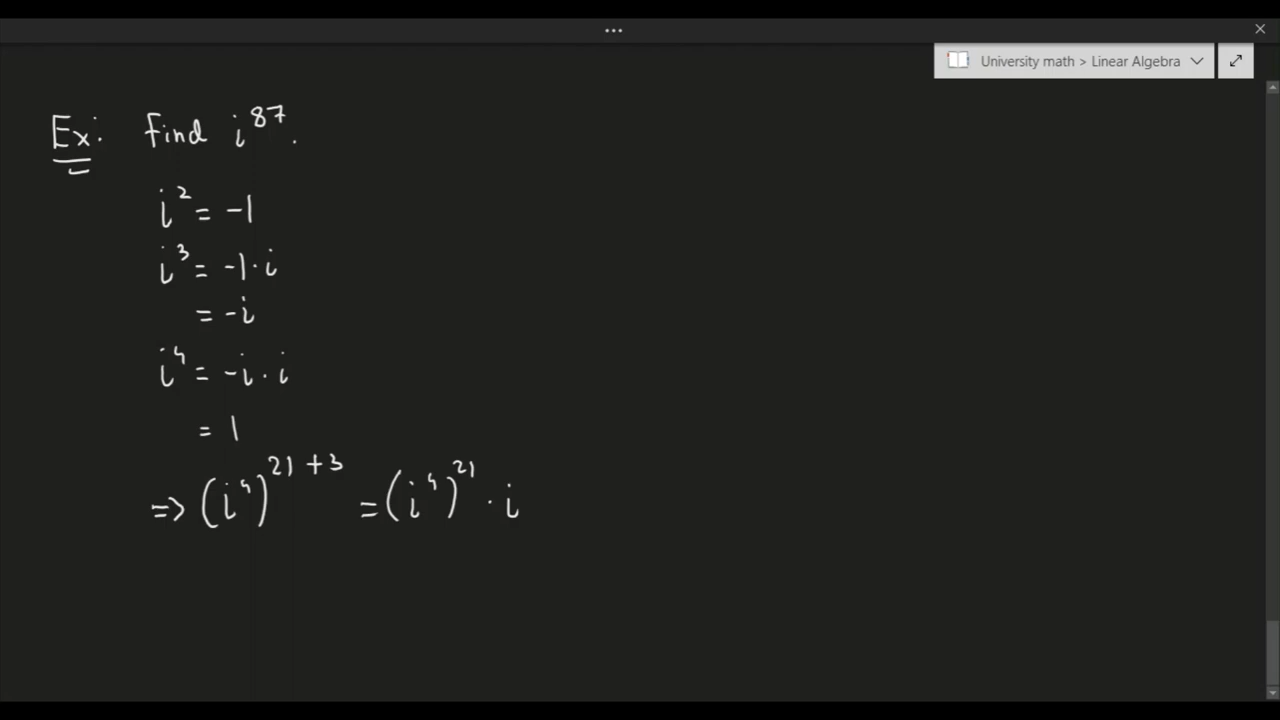 ...
University math > Linear Algebra
Ex: Find i^87.
i^2 = -1
i^3 = -1 · i
= -i
i^4 = -i · i
= 1
=> (i^4)^21 + 3 = (i^4)^21 · i